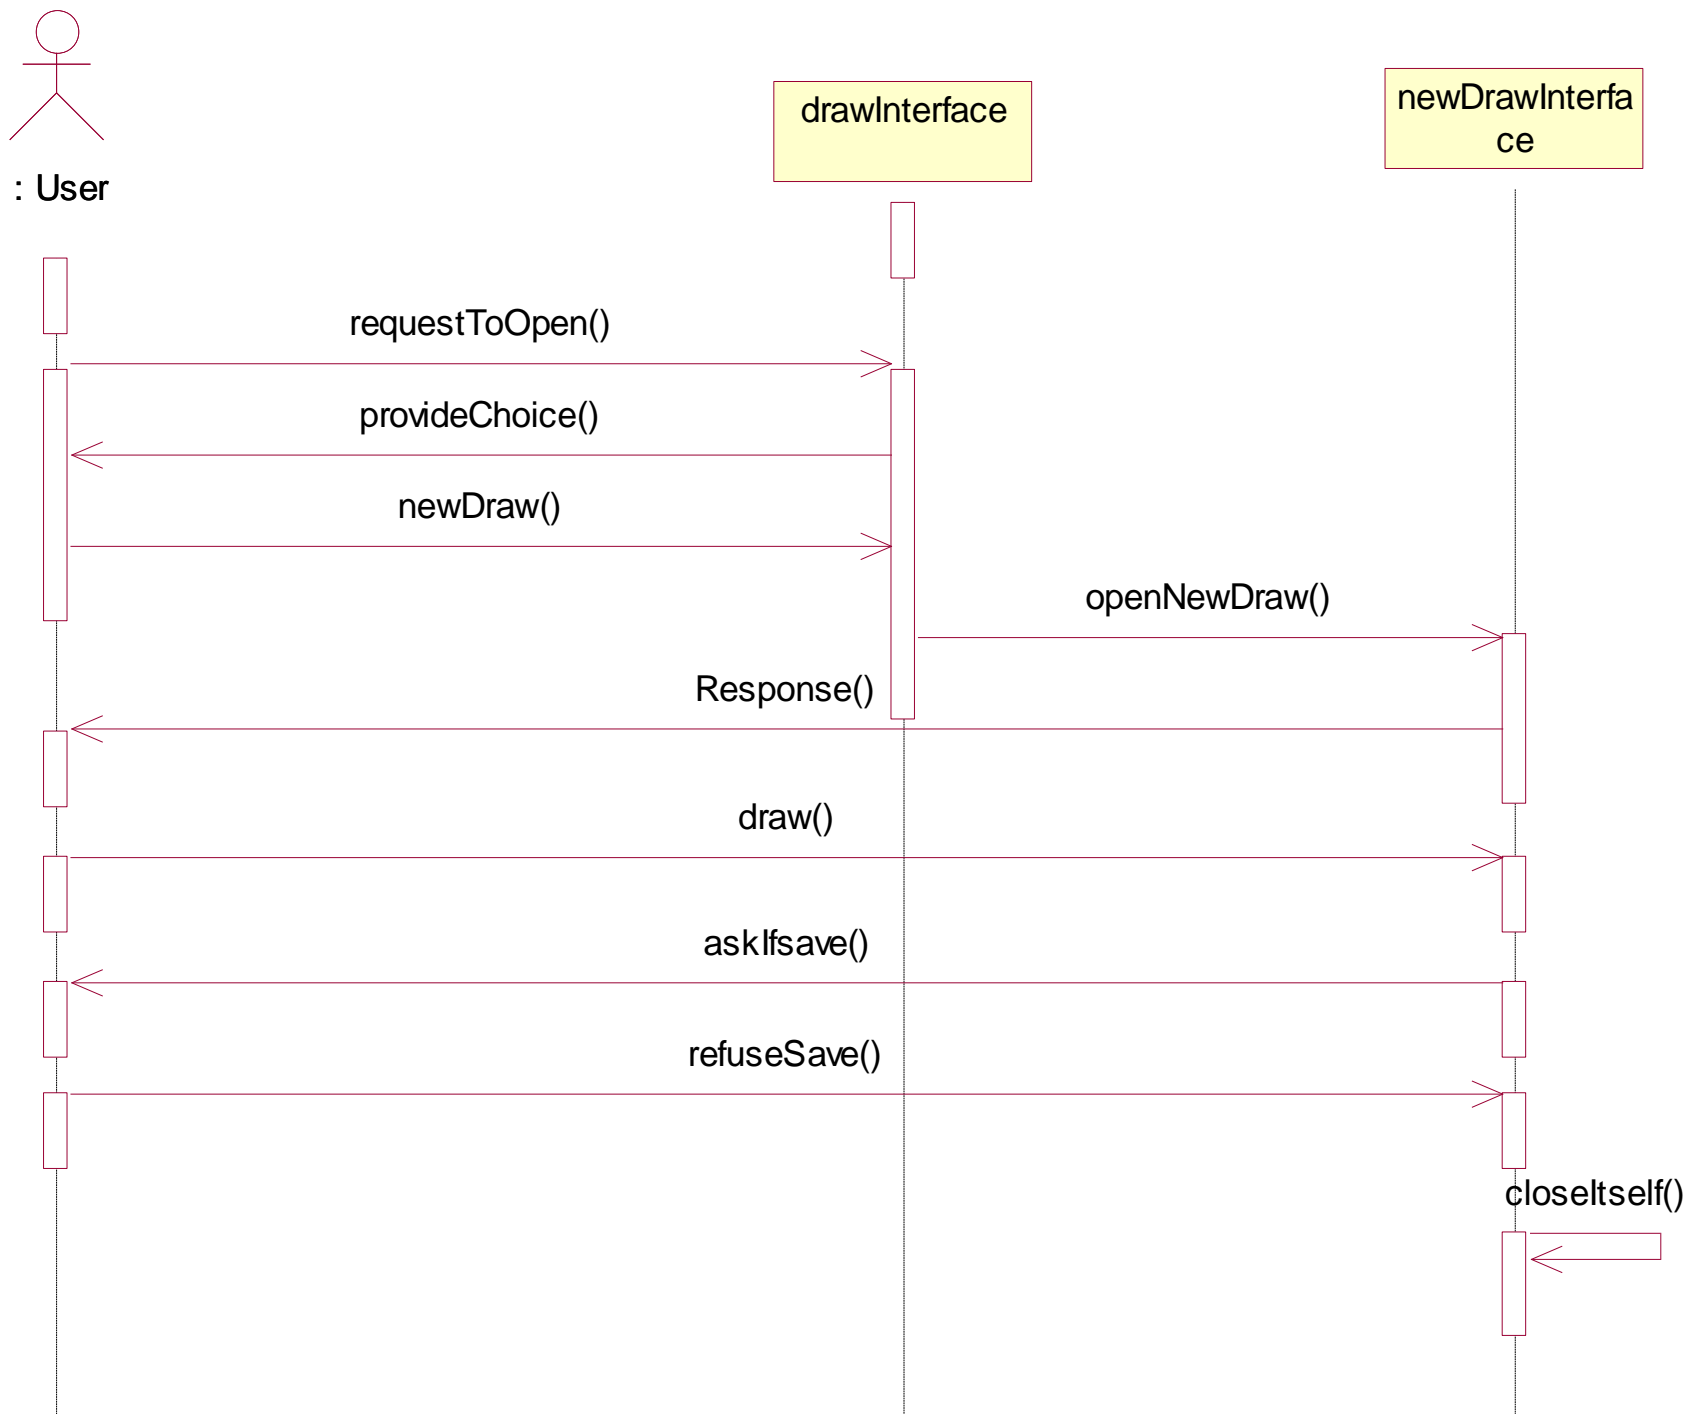 drawInterface
newDrawInterfa
ce
: User
requestToOpen()
provideChoice()
newDraw()
openNewDraw()
Response()
draw()
askIfsave()
refuseSave()
closeItself()